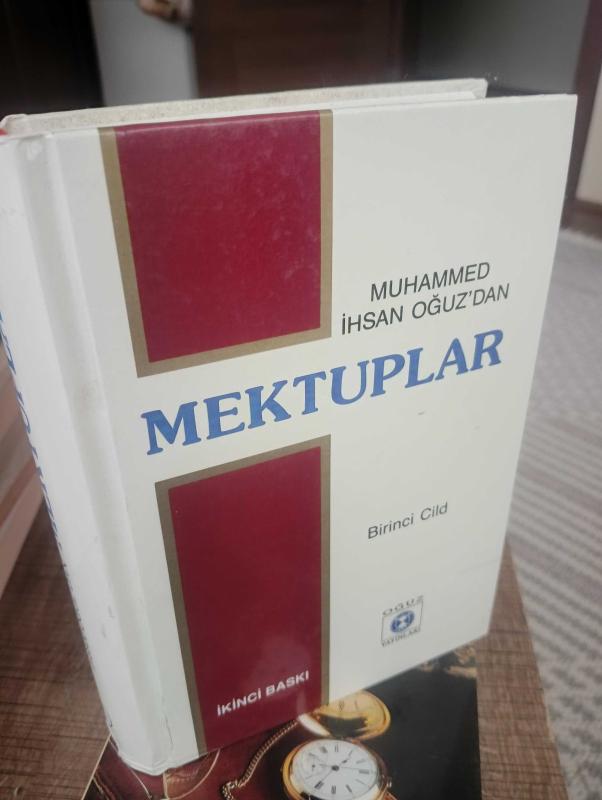 MUHAMMED
İHSAN OĞUZ'DAN
MEKTUPLAR
Birinci Cild
OĞUZ
YAYINLARI
İKİNCİ BASKI